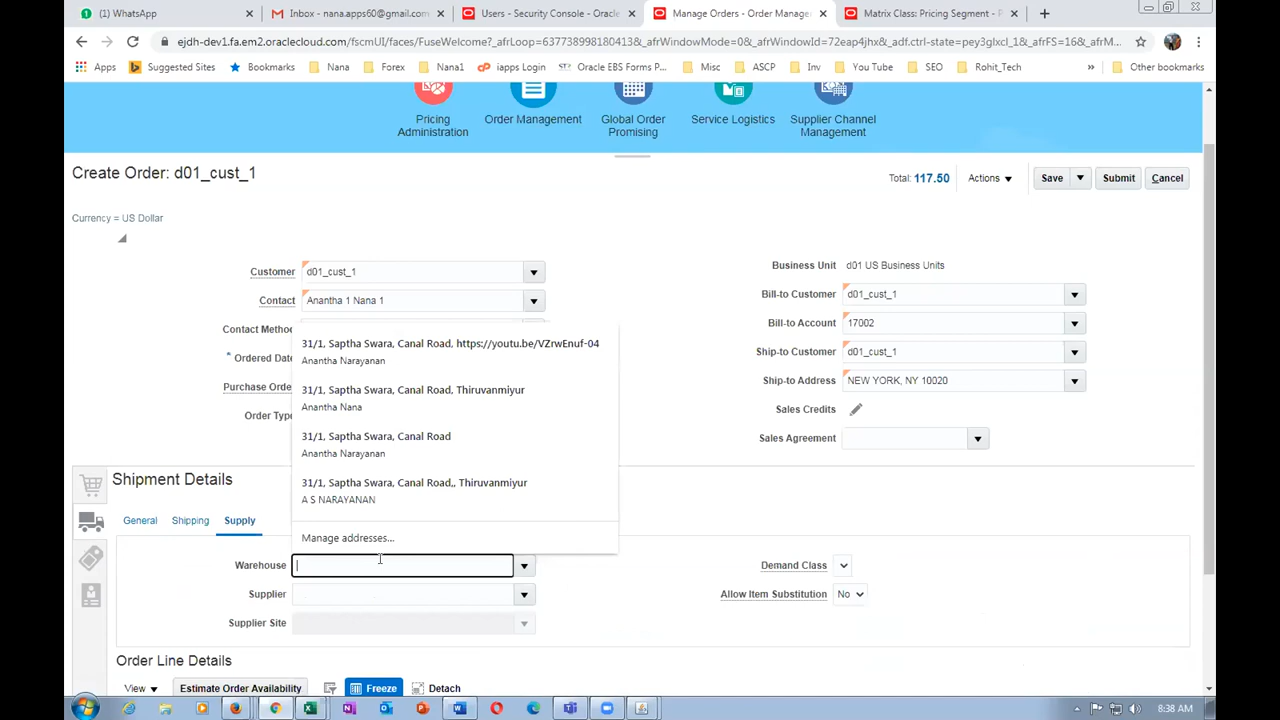 (1) WhatsApp
Inbox - nana.apps60@gmail.com
Users - Security Console - Oracle
Manage Orders - Order Manage
Matrix Class: Pricing Segment - P
ejdh-dev1.fa.em2.oraclecloud.com/fscmUI/faces/FuseWelcome?_afrLoop=6377389981804138&_afrWindowMode=0&_afrWindowId=72eap4jhx&_adf.ctrl-state=pey3glxcl_1&_afrFS=16&_afrM...
Apps
Suggested Sites
Bookmarks
Nana
Forex
Nana1
iapps Login
Oracle EBS Forms P...
Misc
ASCP
Inv
You Tube
SEO
Rohit_Tech
»
Other bookmarks
Pricing
Administration
Order Management
Global Order
Promising
Service Logistics
Supplier Channel
Management
Create Order: d01_cust_1
Total: 117.50
Actions
Save
Submit
Cancel
Currency = US Dollar
Customer d01_cust_1
Contact Anantha 1 Nana 1
Contact Method
* Ordered Date
Purchase Orde
Order Type
Business Unit d01 US Business Units
Bill-to Customer d01_cust_1
Bill-to Account 17002
Ship-to Customer d01_cust_1
Ship-to Address NEW YORK, NY 10020
Sales Credits
Sales Agreement
31/1, Saptha Swara, Canal Road, https://youtu.be/VZrwEnuf-04
Anantha Narayanan
31/1, Saptha Swara, Canal Road, Thiruvanmiyur
Anantha Nana
31/1, Saptha Swara, Canal Road
Anantha Narayanan
31/1, Saptha Swara, Canal Road,, Thiruvanmiyur
A S NARAYANAN
Manage addresses...
Shipment Details
General
Shipping
Supply
Warehouse
Supplier
Supplier Site
Demand Class
Allow Item Substitution No
Order Line Details
View
Estimate Order Availability
Freeze
Detach
8:38 AM